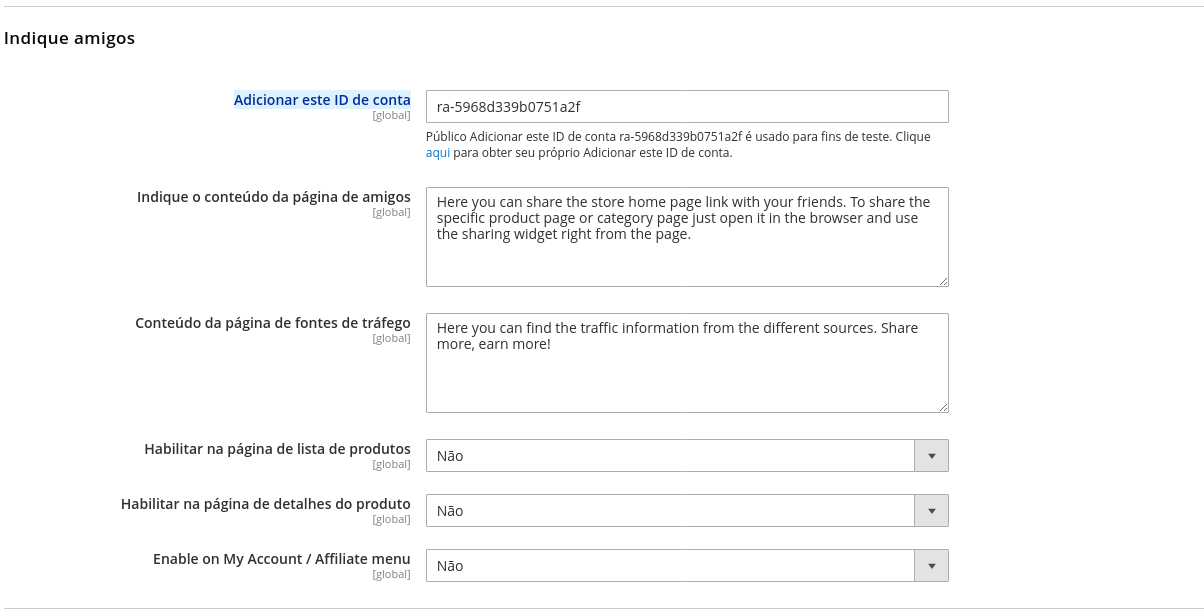 Indique amigos
Adicionar este ID de conta
[global]
ra-5968d339b0751a2f
Público Adicionar este ID de conta ra-5968d339b0751a2f é usado para fins de teste. Clique
aqui para obter seu próprio Adicionar este ID de conta.
Indique o conteúdo da página de amigos
[global]
Here you can share the store home page link with your friends. To share the
specific product page or category page just open it in the browser and use
the sharing widget right from the page.
Conteúdo da página de fontes de tráfego
[global]
Here you can find the traffic information from the different sources. Share
more, earn more!
Habilitar na página de lista de produtos
[global]
Não
Habilitar na página de detalhes do produto
[global]
Não
Enable on My Account / Affiliate menu
[global]
Não